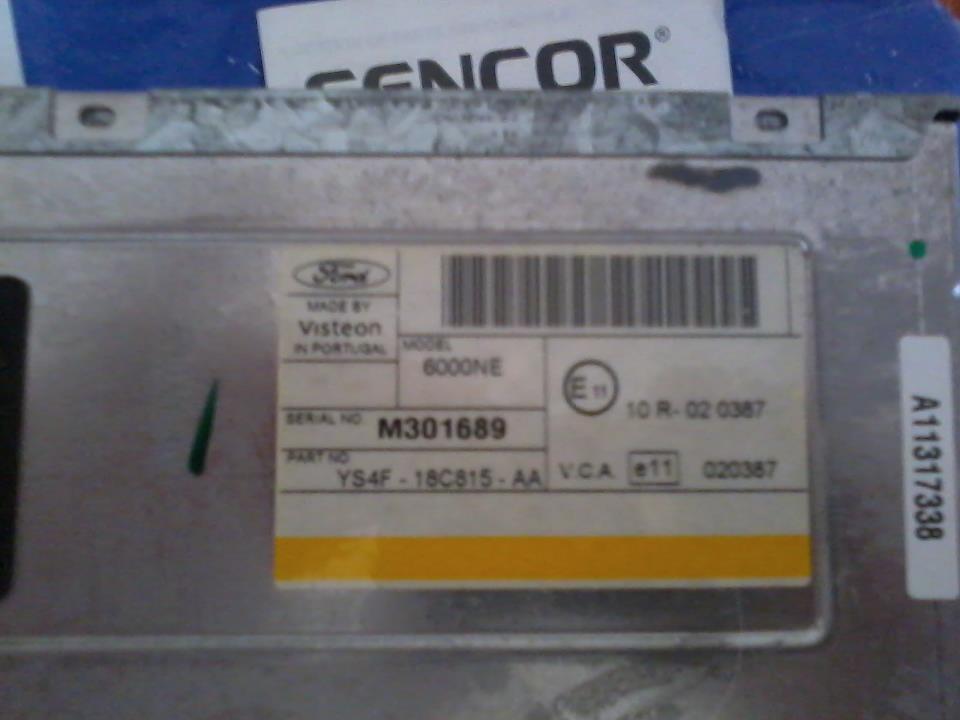 SENCOR®
Ford
MADE BY
Visteon
IN PORTUGAL
MODEL
6000NE
E 11
10 R- 02 0387
SERIAL NO.
M301689
PART NO.
YS4F - 18C815 - AA
V.C.A. e11 020387
A11317338